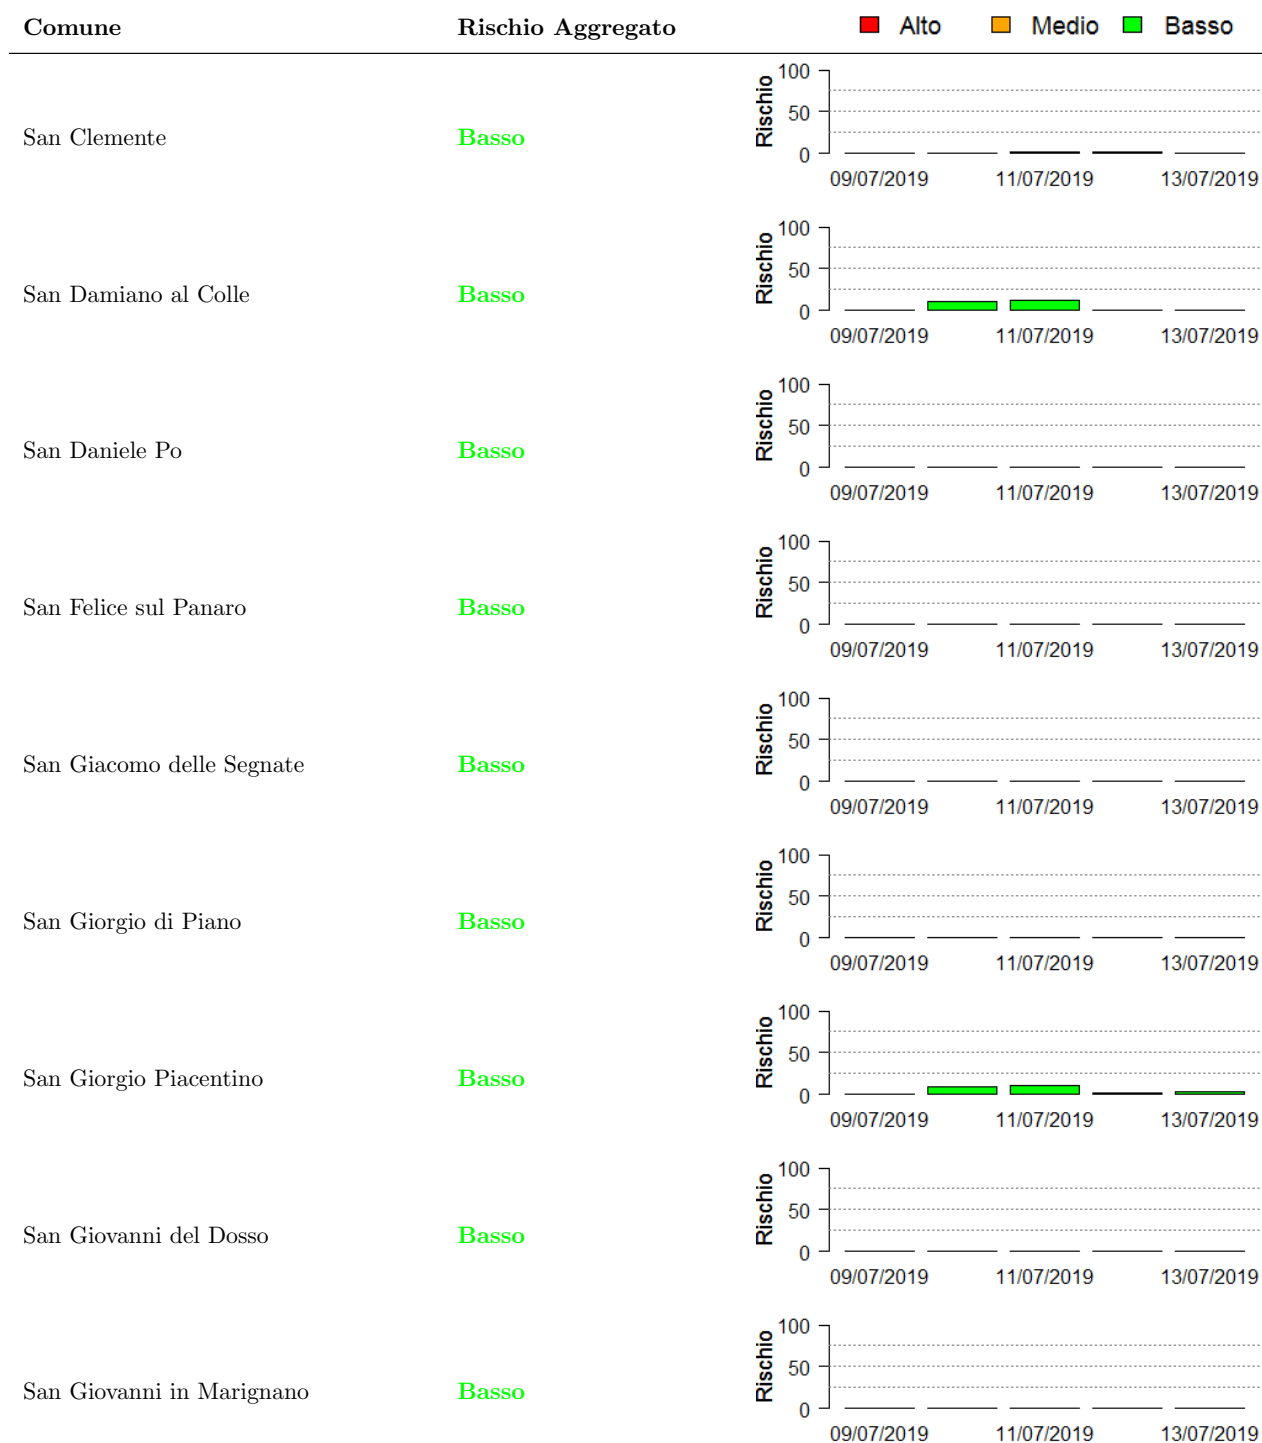 Comune Rischio Aggregato Alto Medio Basso
San Clemente Basso
Rischio
100
50
0
09/07/2019 11/07/2019 13/07/2019
San Damiano al Colle Basso
Rischio
100
50
0
09/07/2019 11/07/2019 13/07/2019
San Daniele Po Basso
Rischio
100
50
0
09/07/2019 11/07/2019 13/07/2019
San Felice sul Panaro Basso
Rischio
100
50
0
09/07/2019 11/07/2019 13/07/2019
San Giacomo delle Segnate Basso
Rischio
100
50
0
09/07/2019 11/07/2019 13/07/2019
San Giorgio di Piano Basso
Rischio
100
50
0
09/07/2019 11/07/2019 13/07/2019
San Giorgio Piacentino Basso
Rischio
100
50
0
09/07/2019 11/07/2019 13/07/2019
San Giovanni del Dosso Basso
Rischio
100
50
0
09/07/2019 11/07/2019 13/07/2019
San Giovanni in Marignano Basso
Rischio
100
50
0
09/07/2019 11/07/2019 13/07/2019